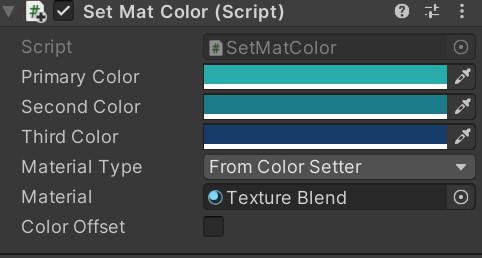 Set Mat Color (Script)
Script SetMatColor
Primary Color
Second Color
Third Color
Material Type From Color Setter
Material Texture Blend
Color Offset